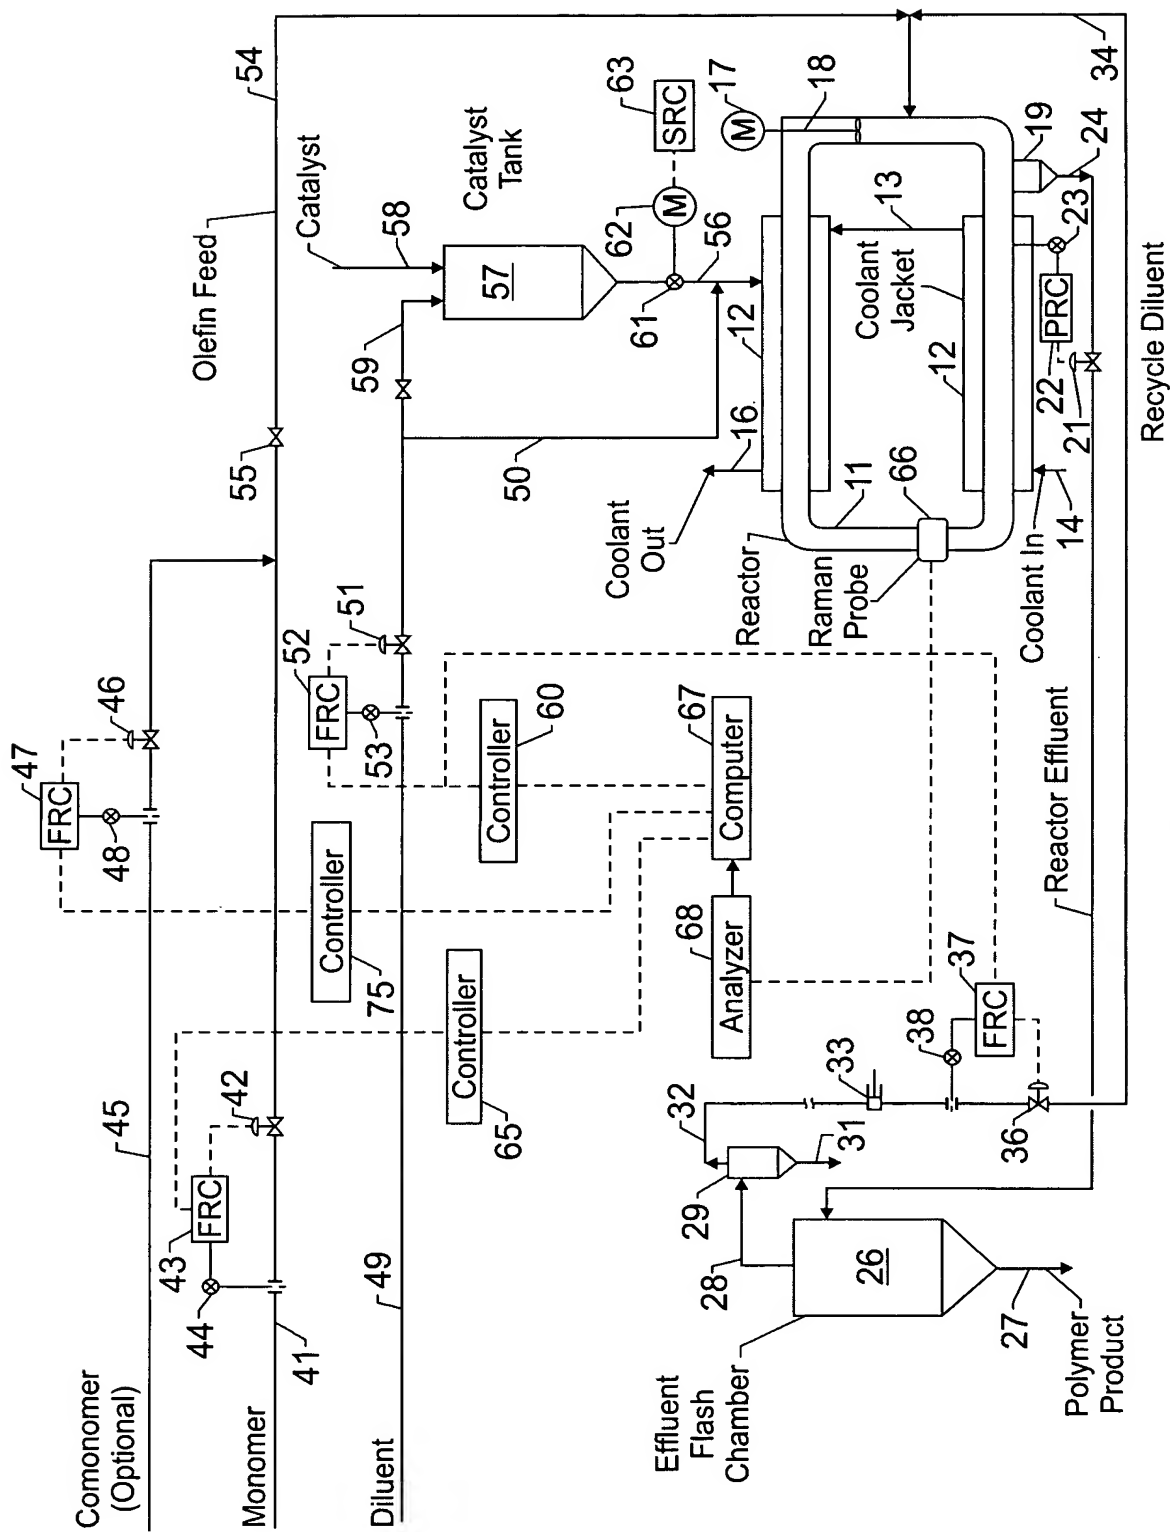 Comonomer
(Optional)
Monomer
Diluent
45
41
49
43
FRC
44
42
47
FRC
48
46
55
Olefin Feed
54
Controller
75
Controller
65
Controller
60
52
FRC
53
51
59
50
Catalyst
58
57
Catalyst
Tank
61
62
M
63
SRC
56
Analyzer
68
Computer
67
Coolant
Out
16
12
M
17
18
Reactor
11
Raman
Probe
66
Coolant
Jacket
13
12
Coolant In
14
22
PRC
21
23
19
24
34
Effluent
Flash
Chamber
26
28
29
32
31
33
38
FRC
37
36
27
Polymer
Product
Reactor Effluent
Recycle Diluent